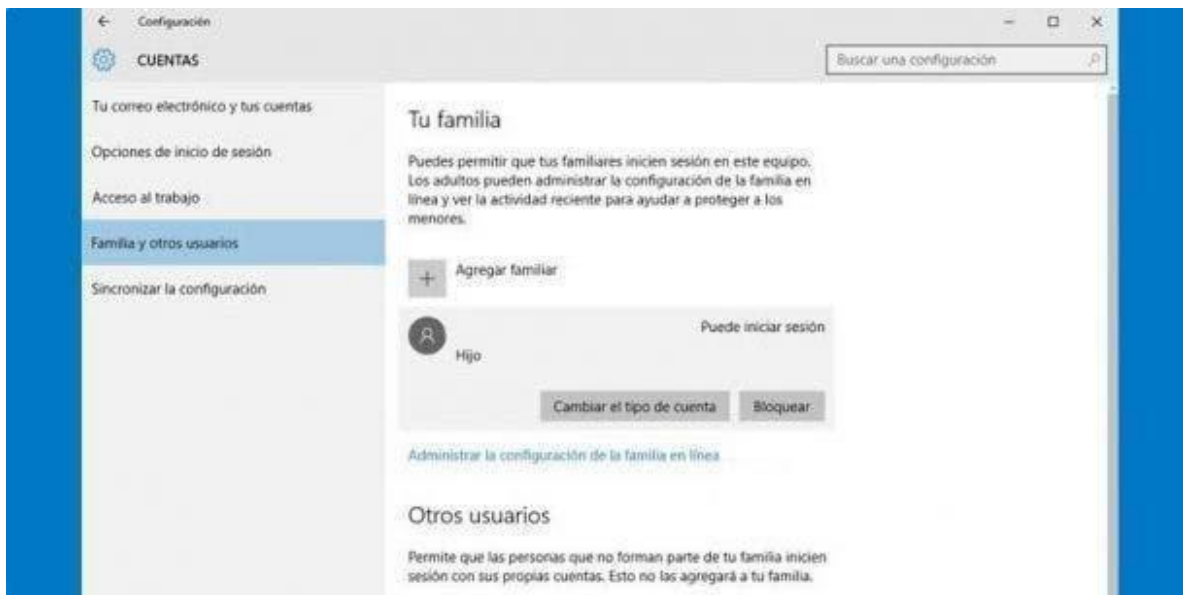 Configuración
CUENTAS
Buscar una configuración
Tu correo electrónico y tus cuentas
Opciones de inicio de sesión
Acceso al trabajo
Familia y otros usuarios
Sincronizar la configuración
Tu familia
Puedes permitir que tus familiares inicien sesión en este equipo.
Los adultos pueden administrar la configuración de la familia en
línea y ver la actividad reciente para ayudar a proteger a los
menores.
Agregar familiar
Puede iniciar sesión
Hijo
Cambiar el tipo de cuenta
Bloquear
Administrar la configuración de la familia en línea
Otros usuarios
Permite que las personas que no forman parte de tu familia inicien
sesión con sus propias cuentas. Esto no las agregará a tu familia.